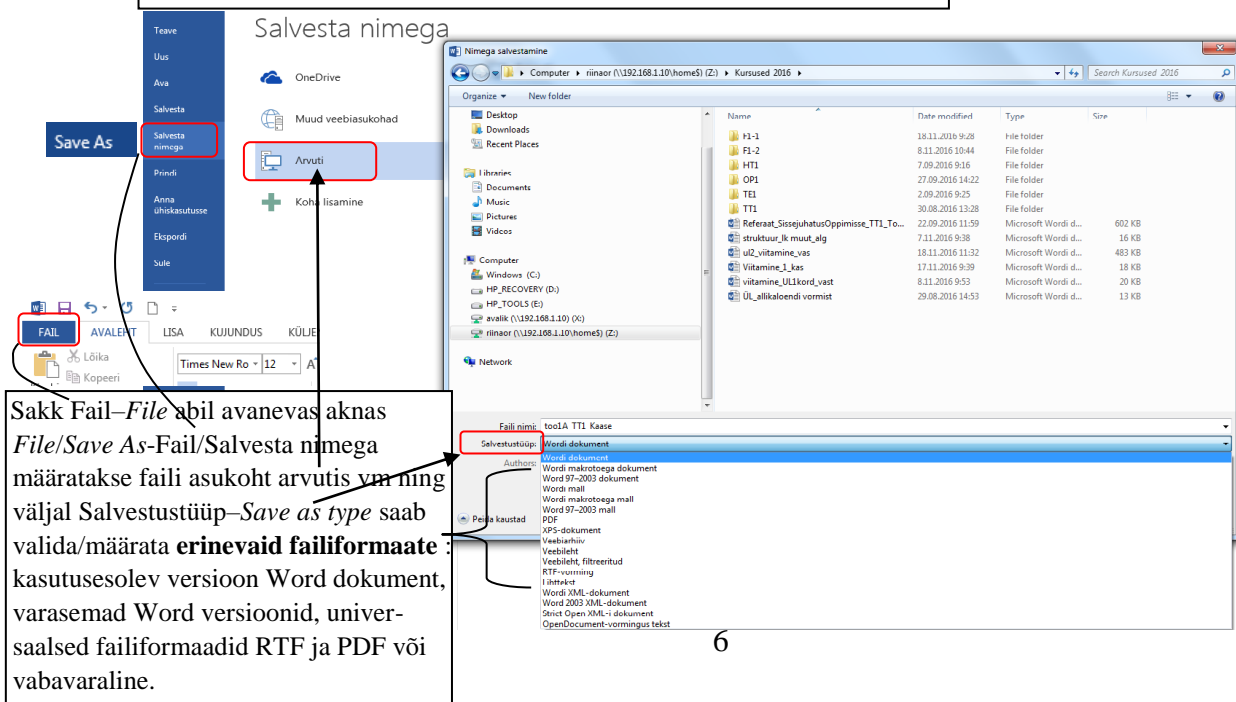 Salvesta nimega
Teave
Uus
Ava
Salvesta
Salvesta
nimega
Prindi
Anna
ühiskasutusse
Ekspordi
Sule
Save As
OneDrive
Muud veebiasukohad
Arvuti
Koha lisamine
FAIL AVALEHT LISA KUJUNDUS KÜLJE
Lõika
Kopeeri
Times New Ro 12 A
Nimega salvestamine
Computer riinaor (\\192.168.1.10\home$) (Z:) Kursused 2016
Search Kursused 2016
Organize New folder
Desktop
Downloads
Recent Places
Libraries
Documents
Music
Pictures
Videos
Computer
Windows (C:)
HP_RECOVERY (D:)
HP_TOOLS (E:)
avalik (\\192.168.1.10) (X:)
riinaor (\\192.168.1.10\home$) (Z:)
Network
Name Date modified Type Size
F1-1 18.11.2016 9:28 File folder
F1-2 8.11.2016 10:44 File folder
HT1 7.09.2016 9:16 File folder
OP1 27.09.2016 14:22 File folder
TE1 2.09.2016 9:25 File folder
TT1 30.08.2016 13:28 File folder
Referaat_SissejuhatusOppimisse_TT1_To... 22.09.2016 11:59 Microsoft Wordi d... 602 KB
struktuur_lk muut_alg 7.11.2016 9:38 Microsoft Wordi d... 16 KB
ul2_viitamine_vas 18.11.2016 11:32 Microsoft Wordi d... 483 KB
Viitamine_1_kas 17.11.2016 9:39 Microsoft Wordi d... 18 KB
viitamine_UL1kord_vast 8.11.2016 9:53 Microsoft Wordi d... 20 KB
ÜL_allikaloendi vormist 29.08.2016 14:53 Microsoft Wordi d... 13 KB
Faili nimi: too1A TT1 Kaase
Salvestustüüp: Wordi dokument
Authors:
Peida kaustad
Wordi dokument
Wordi makrotoega dokument
Word 97–2003 dokument
Wordi mall
Wordi makrotoega mall
Word 97–2003 mall
PDF
XPS-dokument
Veebiarhiiv
Veebileht
Veebileht, filtreeritud
RTF-vorming
Lihttekst
Wordi XML-dokument
Word 2003 XML-dokument
Strict Open XML-i dokument
OpenDocument-vormingus tekst
Sakk Fail–File abil avanevas aknas
File/Save As-Fail/Salvesta nimega
määratakse faili asukoht arvutis vm ning
väljal Salvestustüüp–Save as type saab
valida/määrata erinevaid failiformaate :
kasutusesolev versioon Word dokument,
varasemad Word versioonid, univer-
saalsed failiformaadid RTF ja PDF või
vabavaraline.
6